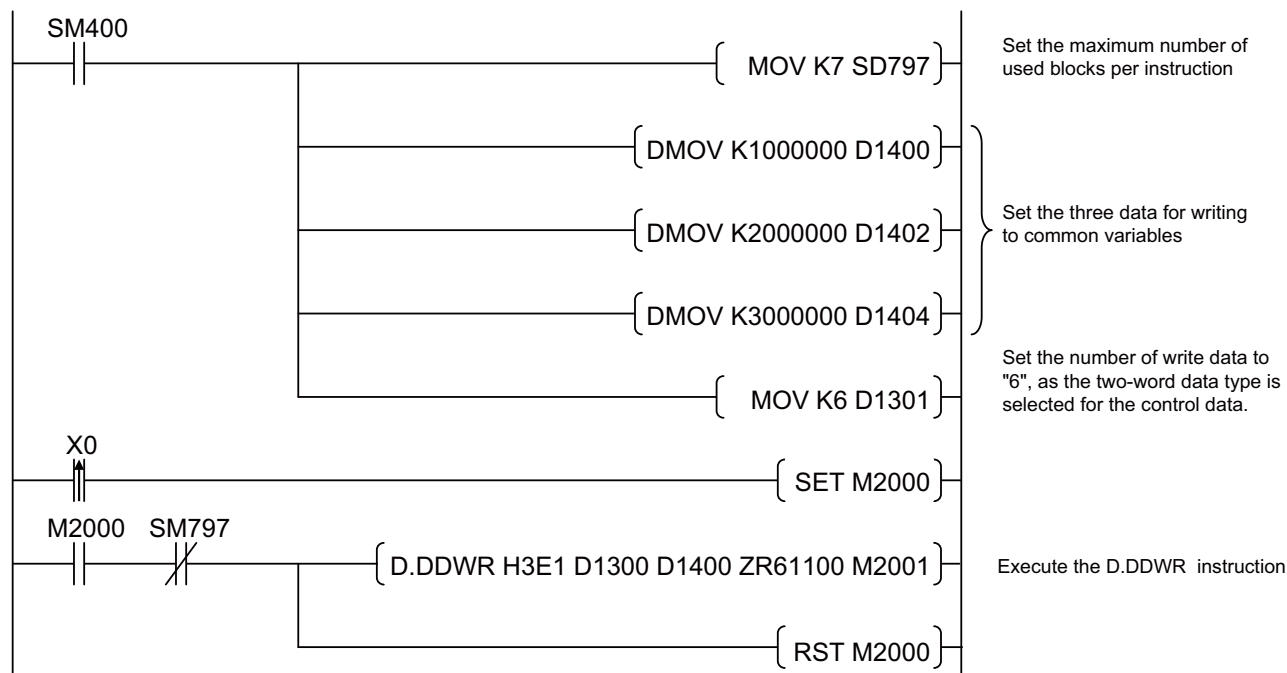 SM400
MOV K7 SD797
Set the maximum number of
used blocks per instruction
DMOV K1000000 D1400
DMOV K2000000 D1402
Set the three data for writing
to common variables
DMOV K3000000 D1404
MOV K6 D1301
Set the number of write data to
"6", as the two-word data type is
selected for the control data.
X0
SET M2000
M2000 SM797
D.DDWR H3E1 D1300 D1400 ZR61100 M2001
Execute the D.DDWR instruction
RST M2000